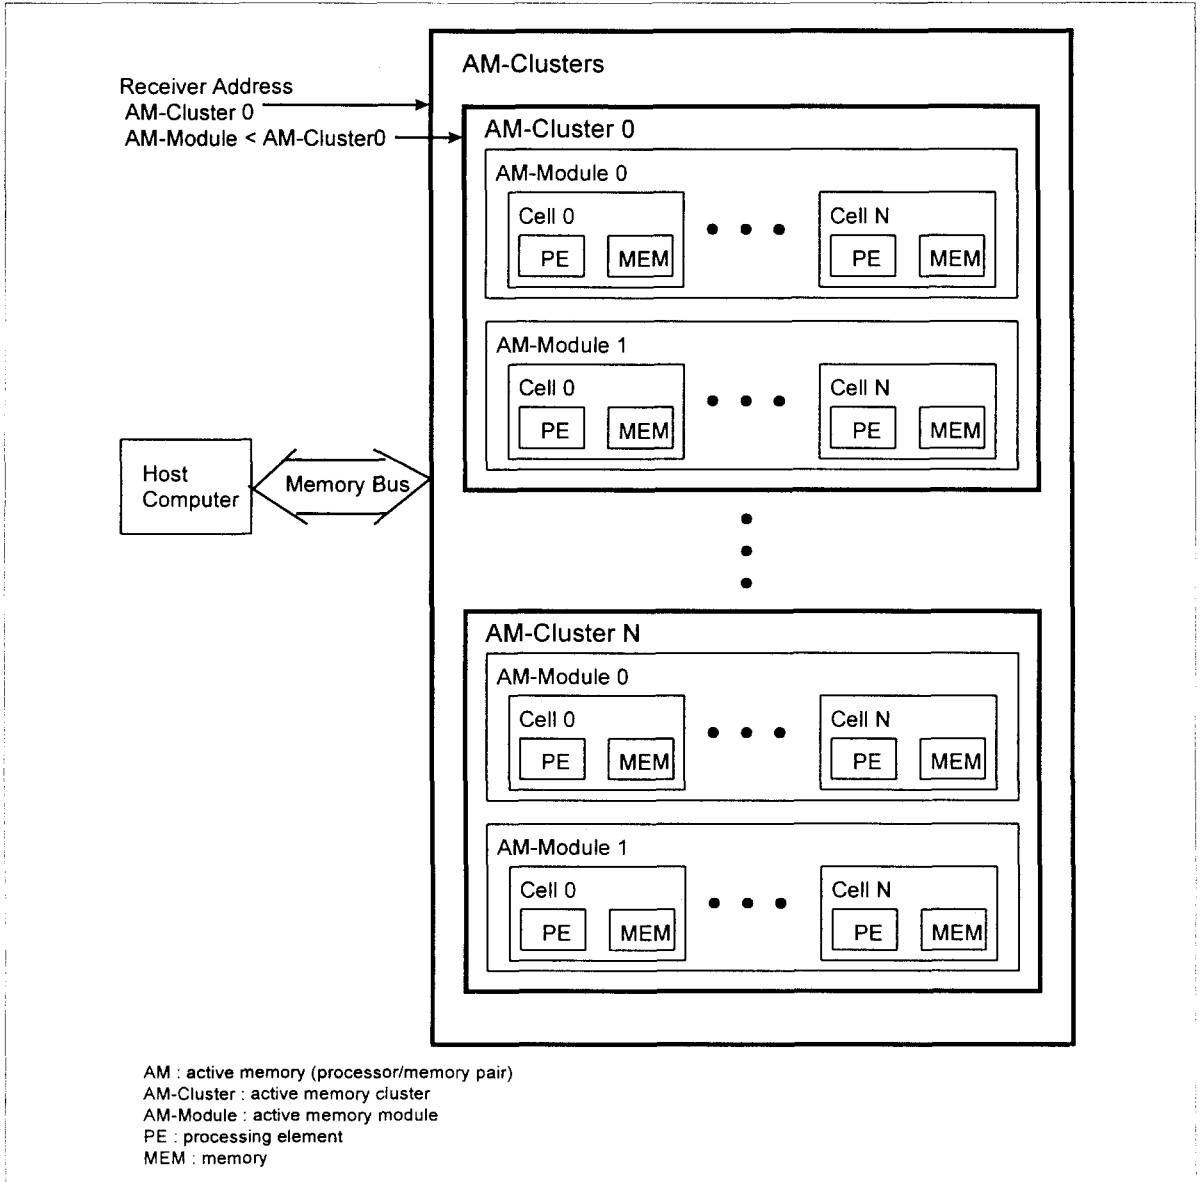 AM-Clusters
Receiver Address
AM-Cluster 0
AM-Module < AM-Cluster0
AM-Cluster 0
AM-Module 0
Cell 0
PE MEM
Cell N
PE MEM
AM-Module 1
Cell 0
PE MEM
Cell N
PE MEM
Host
Computer
Memory Bus
AM-Cluster N
AM-Module 0
Cell 0
PE MEM
Cell N
PE MEM
AM-Module 1
Cell 0
PE MEM
Cell N
PE MEM
AM : active memory (processor/memory pair)
AM-Cluster : active memory cluster
AM-Module : active memory module
PE : processing element
MEM : memory